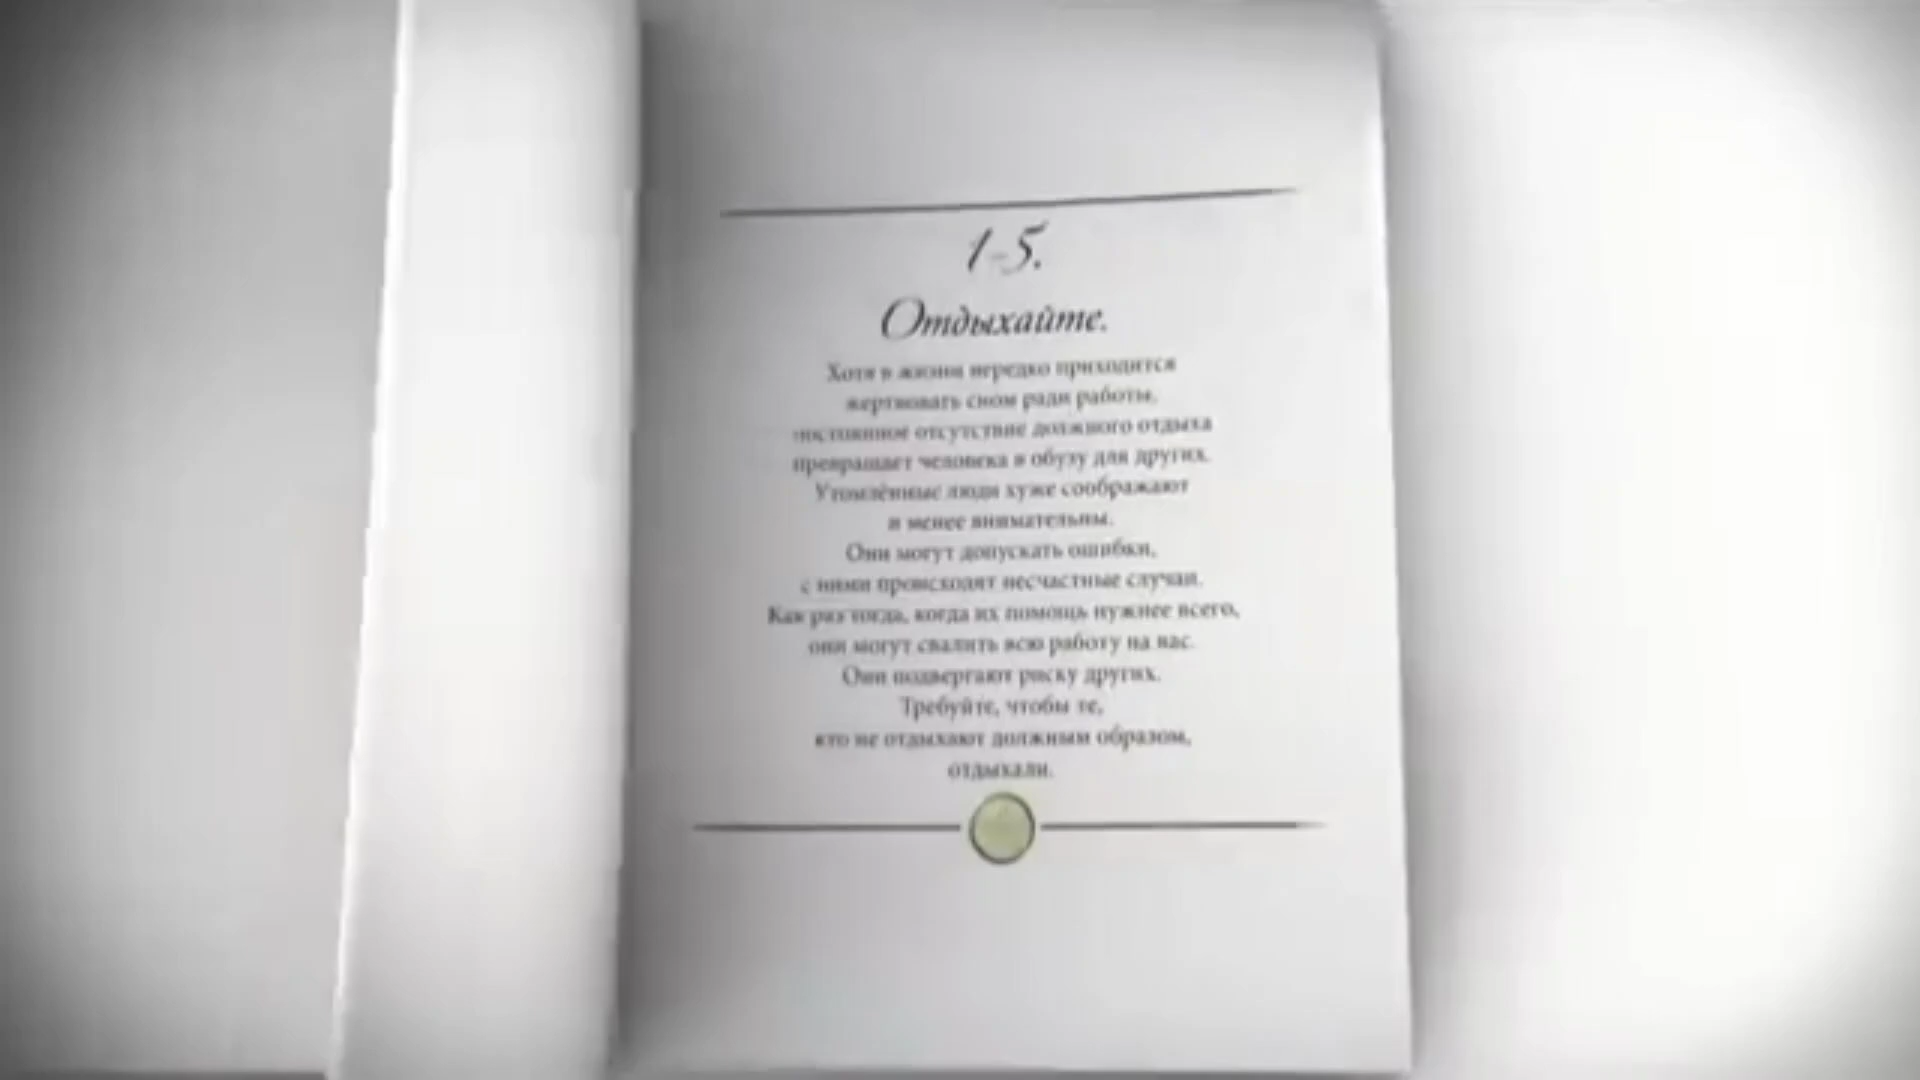 1-5.
Отдыхайте.
Хотя в жизни нередко приходится
жертвовать сном ради работы,
постоянное отсутствие должного отдыха
превращает человека в обузу для других.
Утомлённые люди хуже соображают
и менее внимательны.
Они могут допускать ошибки,
с ними происходят несчастные случаи.
Как раз тогда, когда их помощь нужнее всего,
они могут свалить всю работу на вас.
Они подвергают риску других.
Требуйте, чтобы те,
кто не отдыхают должным образом,
отдыхали.